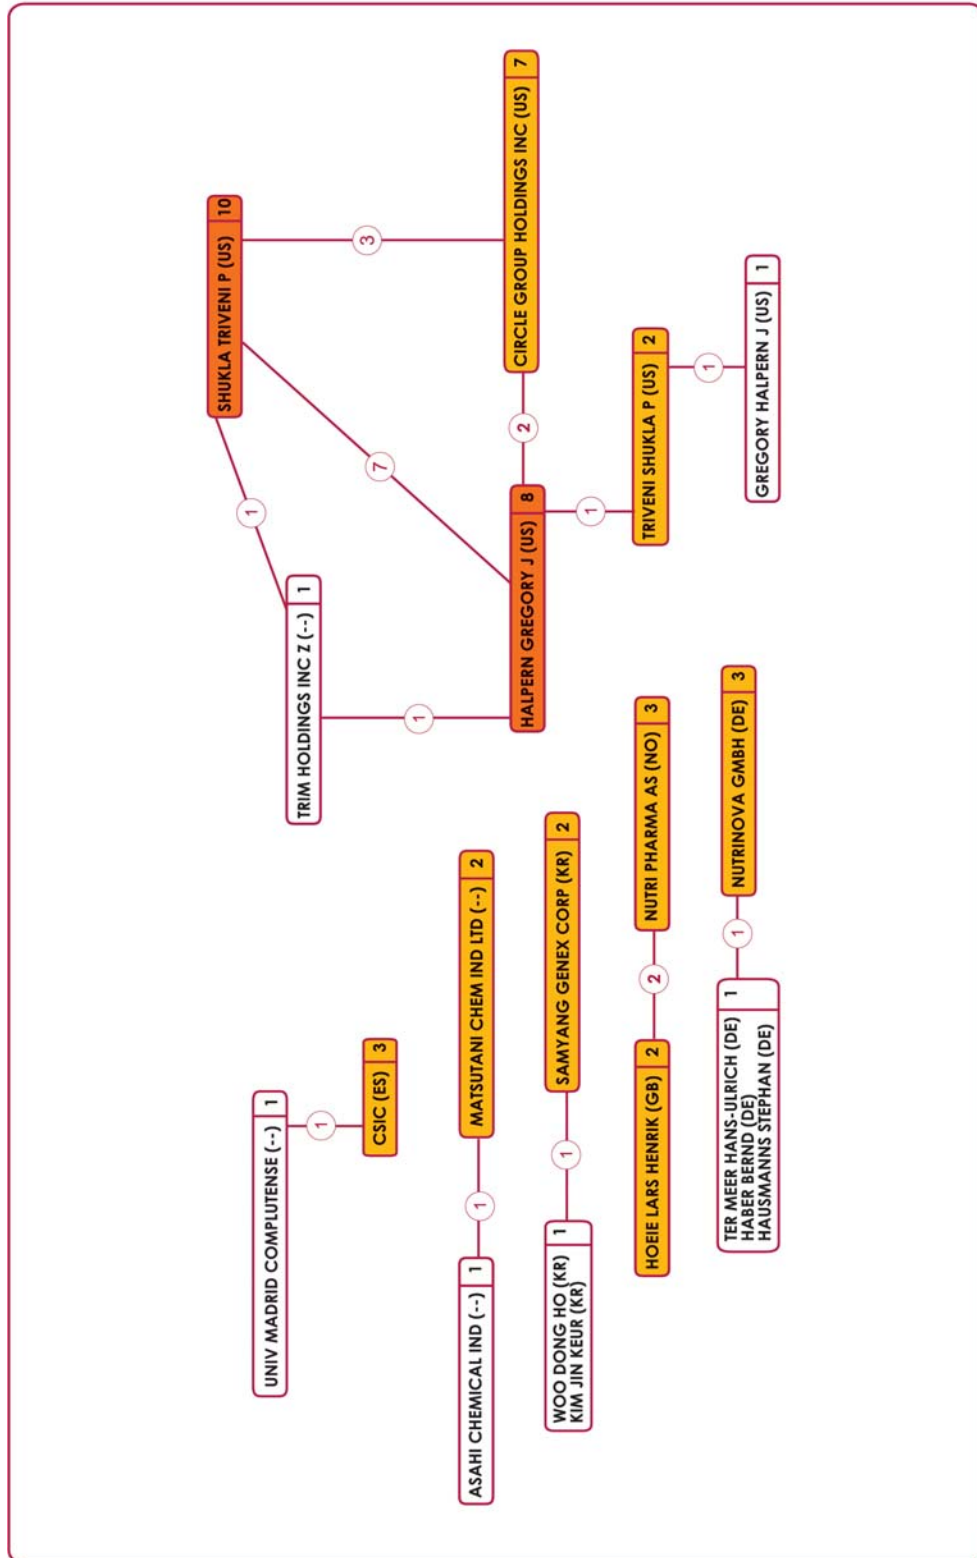 UNIV MADRID COMPLUTENSE (--) 1
1
CSIC (ES) 3
ASAHI CHEMICAL IND (--) 1
1
MATSUTANI CHEM IND LTD (--) 2
WOO DONG HO (KR) 1
KIM JIN KEUR (KR)
1
SAMYANG GENEX CORP (KR) 2
HOEIE LARS HENRIK (GB) 2
2
NUTRI PHARMA AS (NO) 3
TER MEER HANS-ULRICH (DE) 1
HABER BERND (DE)
HAUSMANNS STEPHAN (DE)
1
NUTRINOVA GMBH (DE) 3
SHUKLA TRIVENI P (US) 10
1
3
TRIM HOLDINGS INC Z (--) 1
7
1
HALPERN GREGORY J (US) 8
2
CIRCLE GROUP HOLDINGS INC (US) 7
1
TRIVENI SHUKLA P (US) 2
1
GREGORY HALPERN J (US) 1